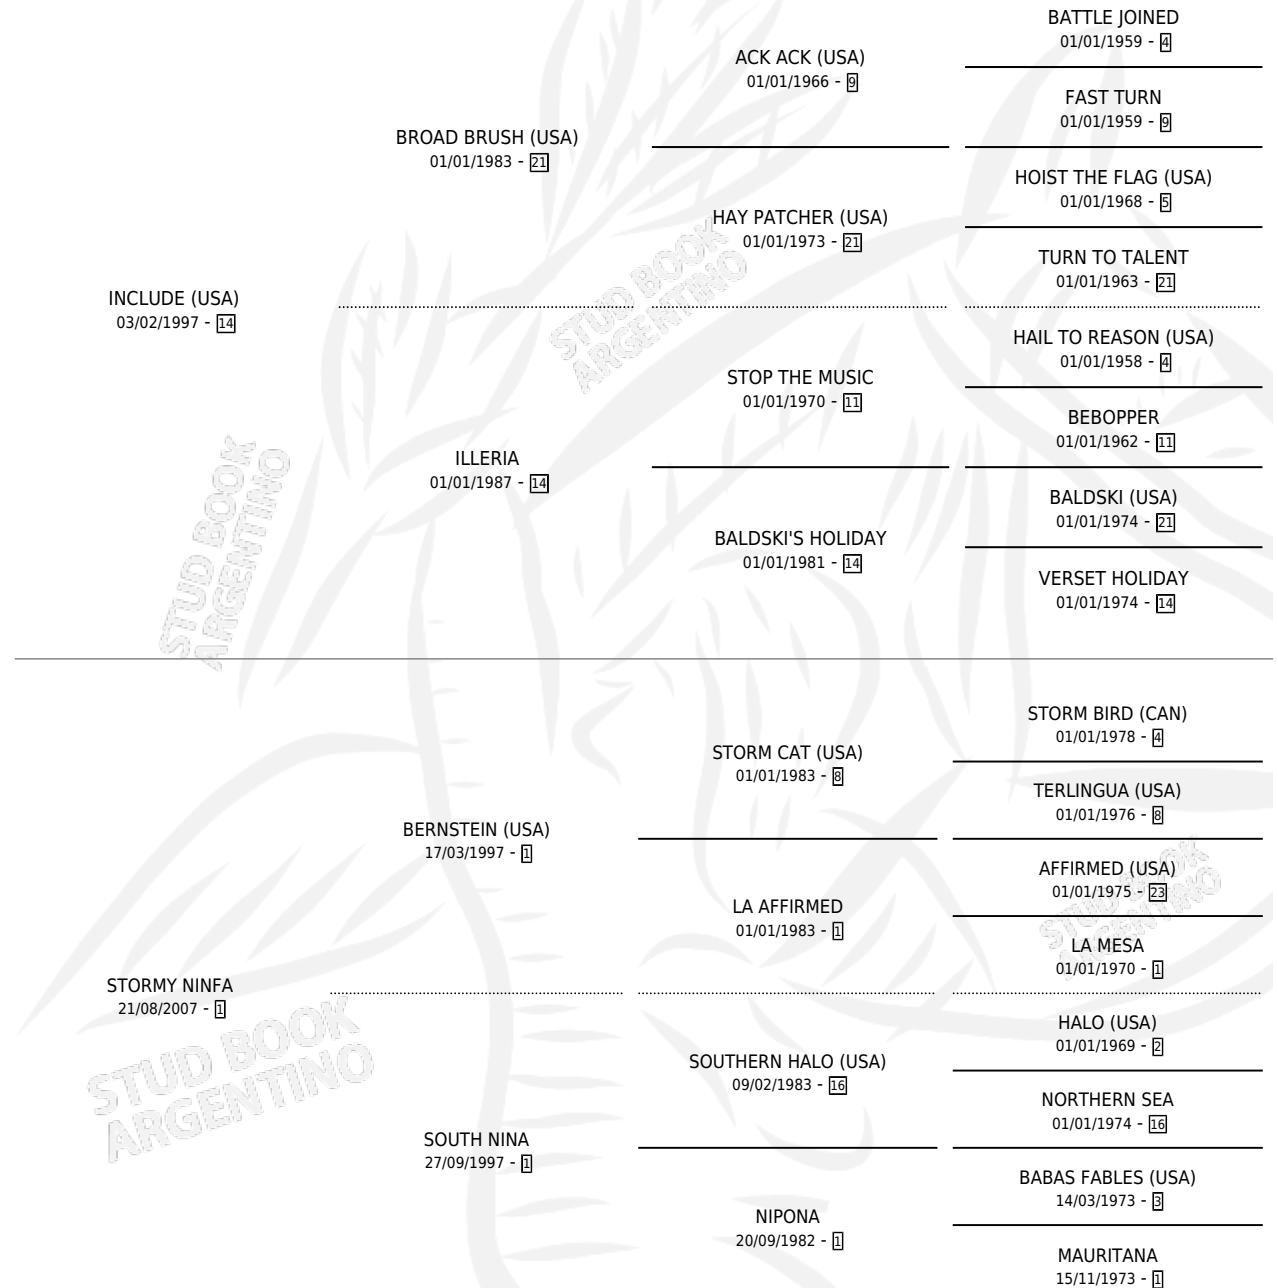 BATTLE JOINED
01/01/1959 - 4
ACK ACK (USA)
01/01/1966 - 9
FAST TURN
01/01/1959 - 9
BROAD BRUSH (USA)
01/01/1983 - 21
HOIST THE FLAG (USA)
01/01/1968 - 5
HAY PATCHER (USA)
01/01/1973 - 21
TURN TO TALENT
01/01/1963 - 21
INCLUDE (USA)
03/02/1997 - 14
HAIL TO REASON (USA)
01/01/1958 - 4
STOP THE MUSIC
01/01/1970 - 11
BEBOPPER
01/01/1962 - 11
ILLERIA
01/01/1987 - 14
BALDSKI (USA)
01/01/1974 - 21
BALDSKI'S HOLIDAY
01/01/1981 - 14
VERSET HOLIDAY
01/01/1974 - 14
STORM BIRD (CAN)
01/01/1978 - 4
STORM CAT (USA)
01/01/1983 - 8
TERLINGUA (USA)
01/01/1976 - 8
BERNSTEIN (USA)
17/03/1997 - 1
AFFIRMED (USA)
01/01/1975 - 23
LA AFFIRMED
01/01/1983 - 1
LA MESA
01/01/1970 - 1
STORMY NINFA
21/08/2007 - 1
HALO (USA)
01/01/1969 - 2
SOUTHERN HALO (USA)
09/02/1983 - 16
NORTHERN SEA
01/01/1974 - 16
SOUTH NINA
27/09/1997 - 1
BABAS FABLES (USA)
14/03/1973 - 3
NIPONA
20/09/1982 - 1
MAURITANA
15/11/1973 - 1
STUD BOOK
ARGENTINO
STUD BOOK
ARGENTINO
STUD BOOK
ARGENTINO
STUD BOOK
ARGENTINO